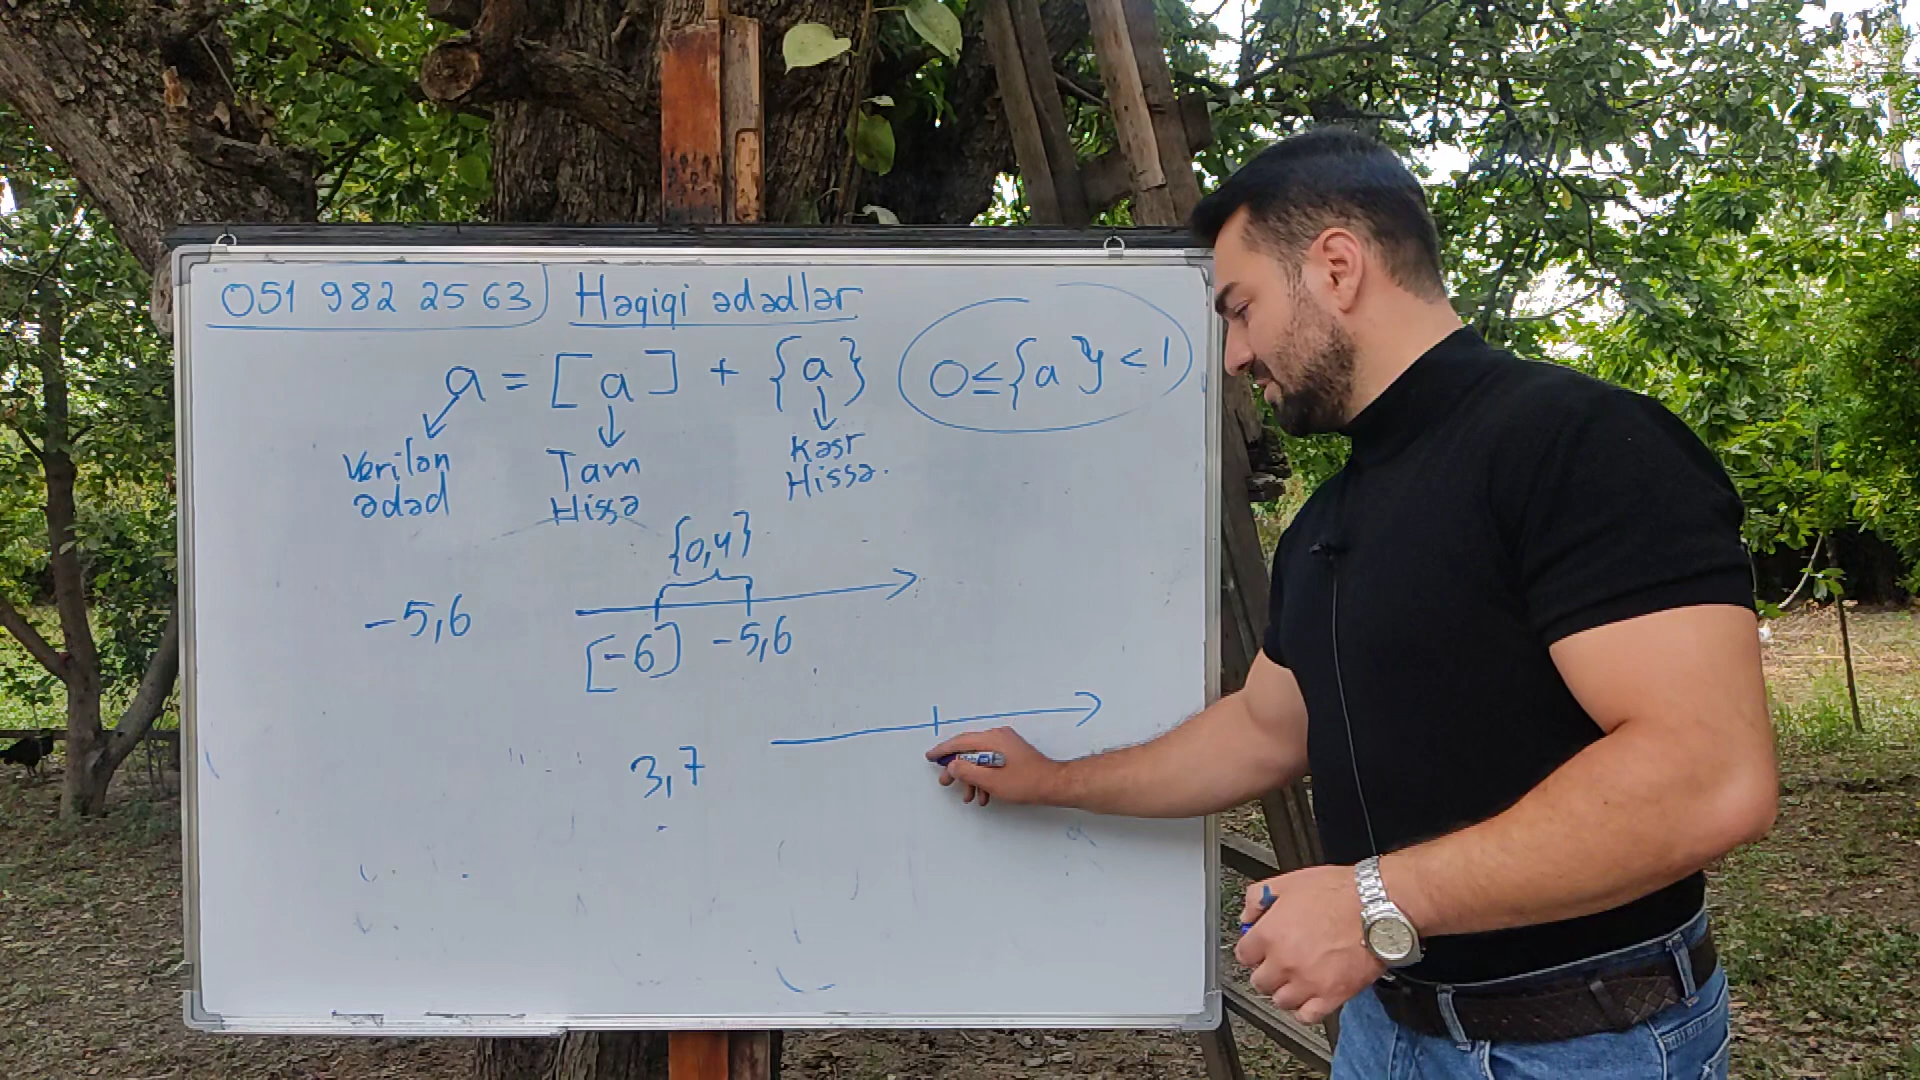 051 982 25 63) Həqiqi ədədlər
a = [a] + {a}
0≤{a}<1
Verilən
ədəd
Tam
Hissə
Kəsr
Hissə.
{0,4}
-5,6
[-6] -5,6
3,7